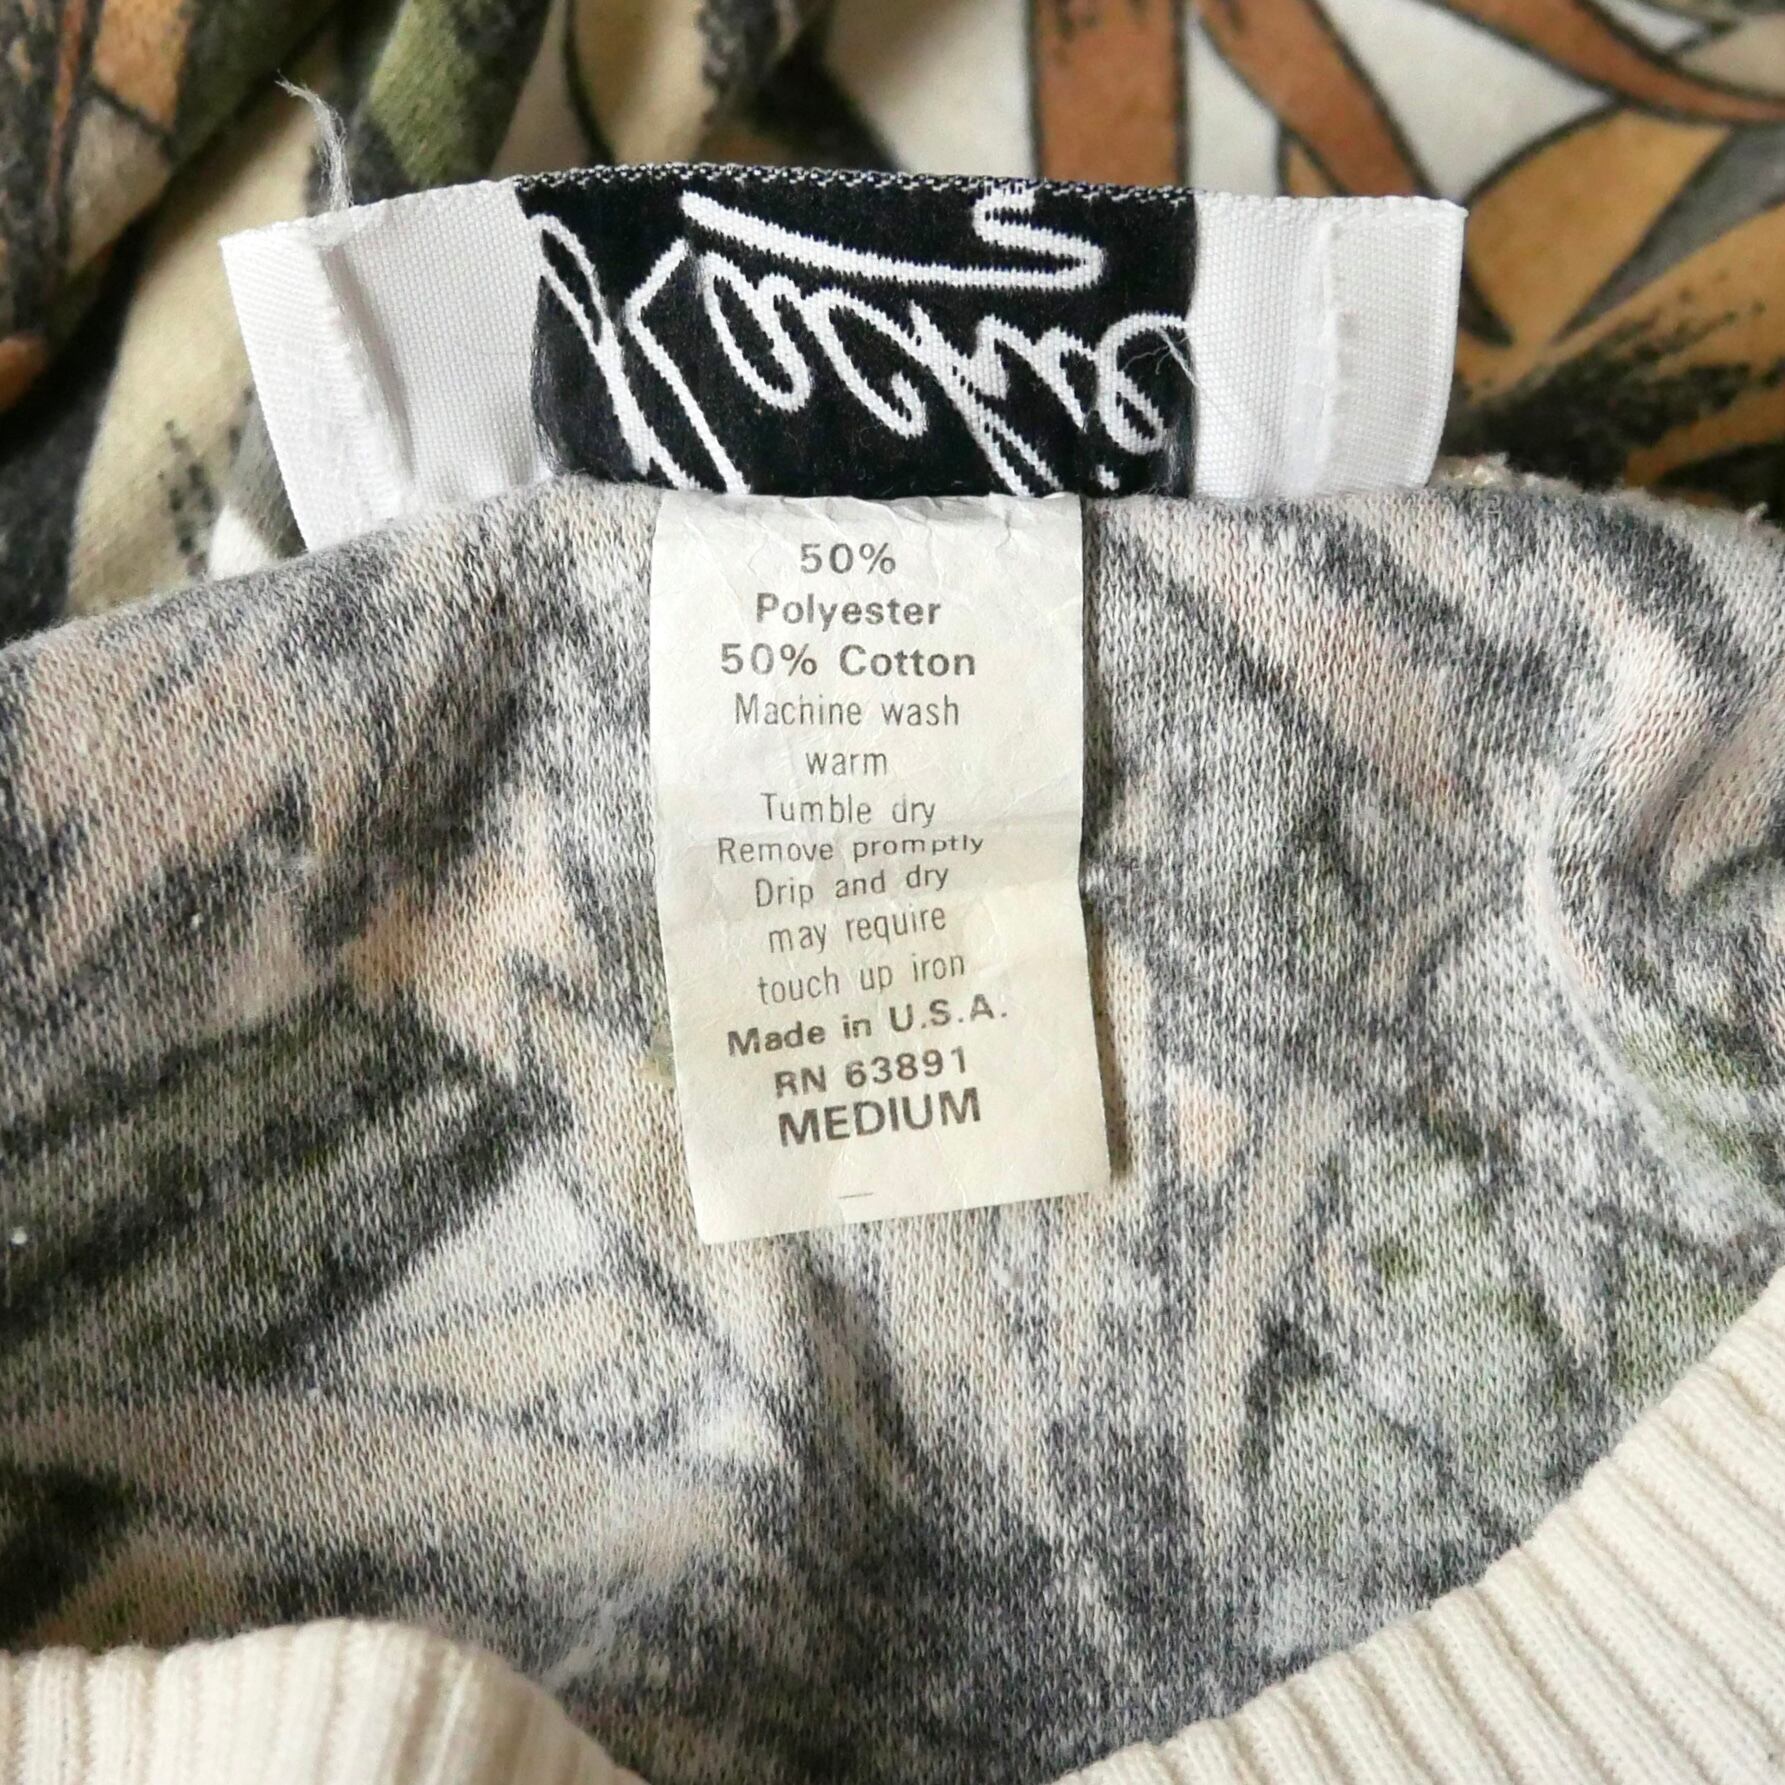 50%
Polyester
50% Cotton
Machine wash
warm
Tumble dry
Remove promptly
Drip and dry
may require
touch up iron
Made in U.S.A.
RN 63891
MEDIUM